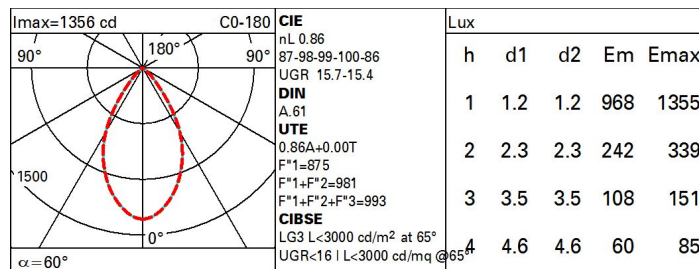 Imax=1356 cd C0-180
90° 180° 90°
1500
0°
α=60°
CIE
nL 0.86
87-98-99-100-86
UGR 15.7-15.4
DIN
A.61
UTE
0.86A+0.00T
F"1=875
F"1+F"2=981
F"1+F"2+F"3=993
CIBSE
LG3 L<3000 cd/m² at 65°
UGR<16 | L<3000 cd/mq @65°
Lux
h d1 d2 Em Emax
1 1.2 1.2 968 1355
2 2.3 2.3 242 339
3 3.5 3.5 108 151
4 4.6 4.6 60 85